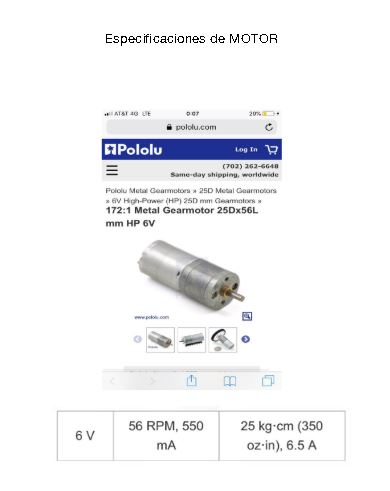 Especificaciones de MOTOR
AT&T 4G LTE 0:07 29%
pololu.com
Pololu Log In
(702) 262-6648
Same-day shipping, worldwide
Pololu Metal Gearmotors » 25D Metal Gearmotors
» 6V High-Power (HP) 25D mm Gearmotors »
172:1 Metal Gearmotor 25Dx56L
mm HP 6V
www.pololu.com
6 V
56 RPM, 550
mA
25 kg·cm (350
oz·in), 6.5 A